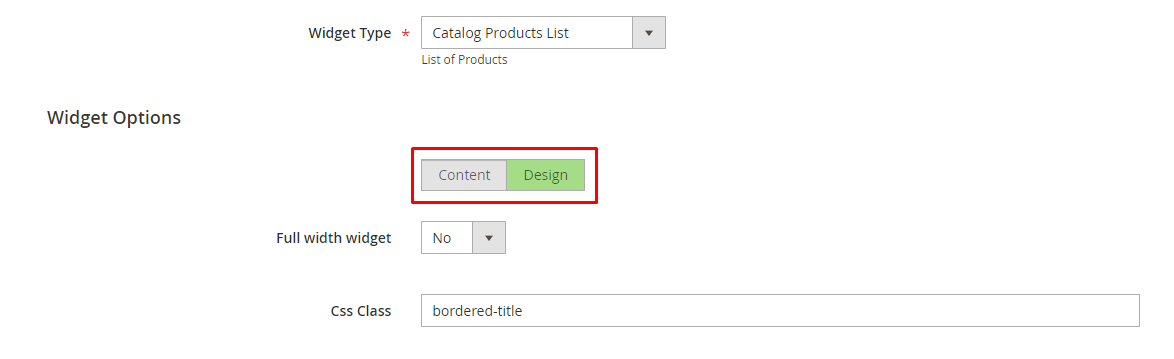 Widget Type * Catalog Products List
List of Products
Widget Options
Content Design
Full width widget No
Css Class bordered-title